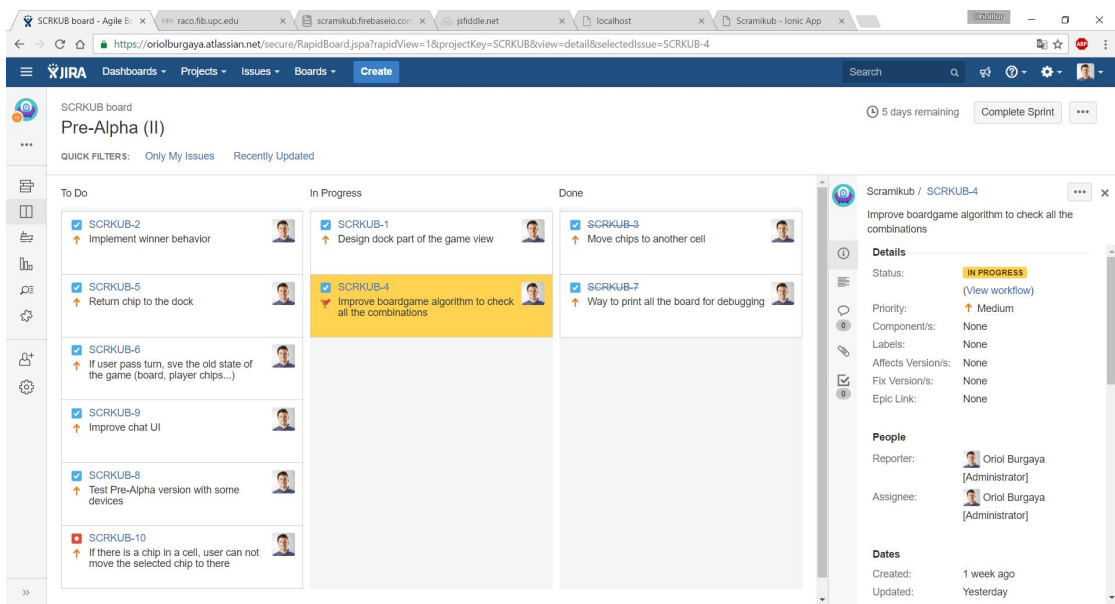 SCRKUB board - Agile Bo
raco.fib.upc.edu
scramikub.firebaseio.com
jsfiddle.net
localhost
Scramikub - Ionic App
OriolBur
https://oriolburgaya.atlassian.net/secure/RapidBoard.jspa?rapidView=1&projectKey=SCRKUB&view=detail&selectedIssue=SCRKUB-4
ABP
JIRA Dashboards Projects Issues Boards Create Search
SCRKUB board
Pre-Alpha (II)
5 days remaining Complete Sprint
QUICK FILTERS: Only My Issues Recently Updated
To Do
SCRKUB-2
Implement winner behavior
SCRKUB-5
Return chip to the dock
SCRKUB-6
If user pass turn, sve the old state of
the game (board, player chips...)
SCRKUB-9
Improve chat UI
SCRKUB-8
Test Pre-Alpha version with some
devices
SCRKUB-10
If there is a chip in a cell, user can not
move the selected chip to there
In Progress
SCRKUB-1
Design dock part of the game view
SCRKUB-4
Improve boardgame algorithm to check
all the combinations
Done
SCRKUB-3
Move chips to another cell
SCRKUB-7
Way to print all the board for debugging
Scramikub / SCRKUB-4
Improve boardgame algorithm to check all the
combinations
0
0
Details
Status: IN PROGRESS
(View workflow)
Priority: Medium
Component/s: None
Labels: None
Affects Version/s: None
Fix Version/s: None
Epic Link: None
People
Reporter: Oriol Burgaya
[Administrator]
Assignee: Oriol Burgaya
[Administrator]
Dates
Created: 1 week ago
Updated: Yesterday